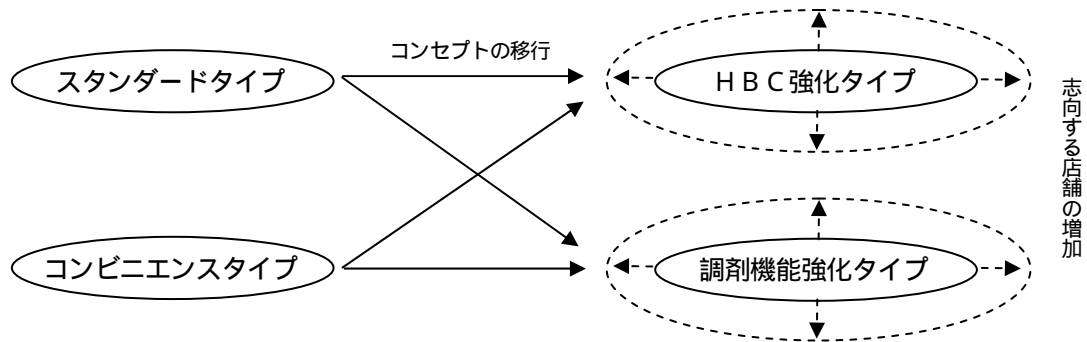 コンセプトの移行
スタンダードタイプ
ＨＢＣ強化タイプ
コンビニエンスタイプ
調剤機能強化タイプ
志向する店舗の増加